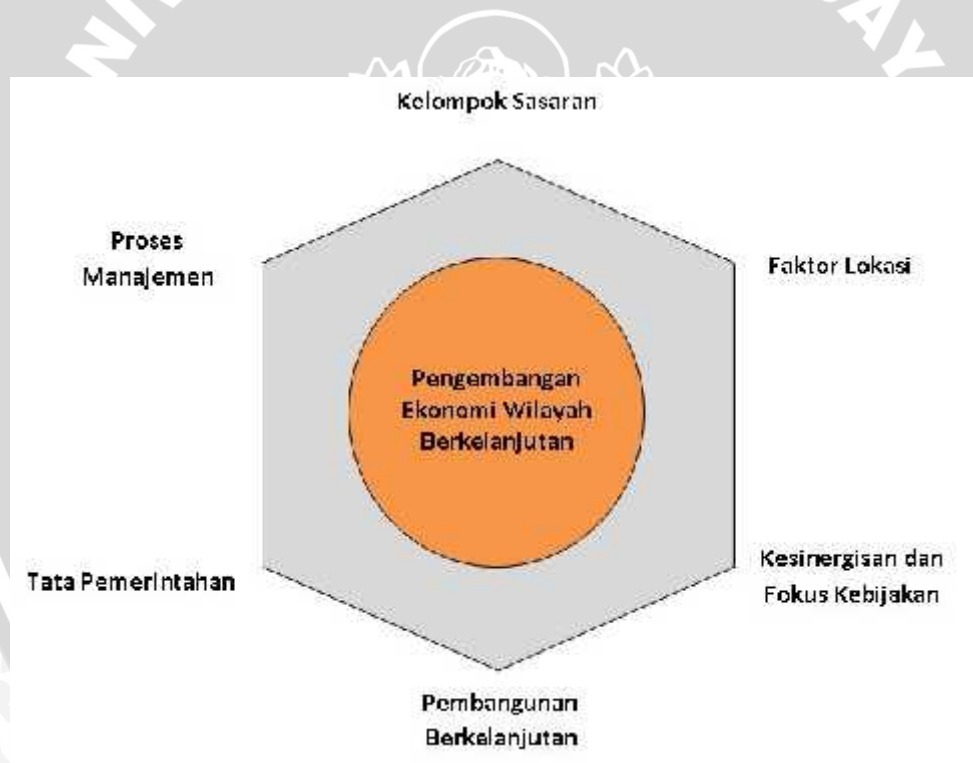 Kelompok Sasaran
Proses
Manajemen
Faktor Lokasi
Pengembangan
Ekonomi Wilayah
Berkelanjutan
Tata Pemerintahan
Kesinergisan dan
Fokus Kebijakan
Pembangunan
Berkelanjutan